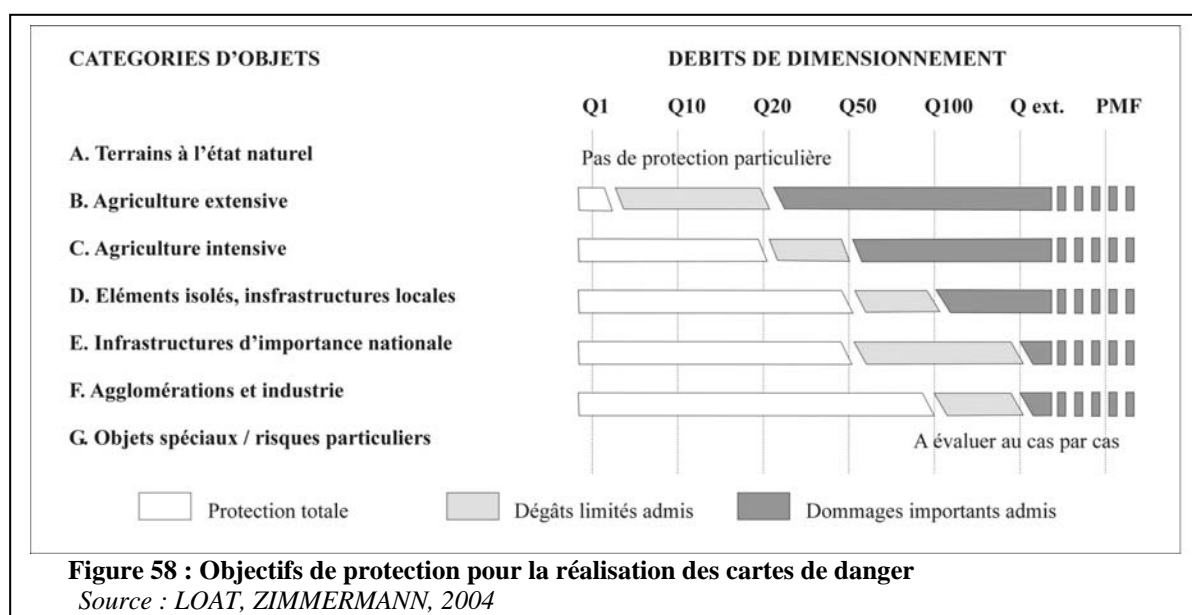 CATEGORIES D'OBJETS
DEBITS DE DIMENSIONNEMENT
Q1 Q10 Q20 Q50 Q100 Q ext. PMF
A. Terrains à l'état naturel
Pas de protection particulière
B. Agriculture extensive
C. Agriculture intensive
D. Eléments isolés, insfrastructures locales
E. Infrastructures d'importance nationale
F. Agglomérations et industrie
G. Objets spéciaux / risques particuliers
A évaluer au cas par cas
Protection totale
Dégâts limités admis
Dommages importants admis
Figure 58 : Objectifs de protection pour la réalisation des cartes de danger
Source : LOAT, ZIMMERMANN, 2004